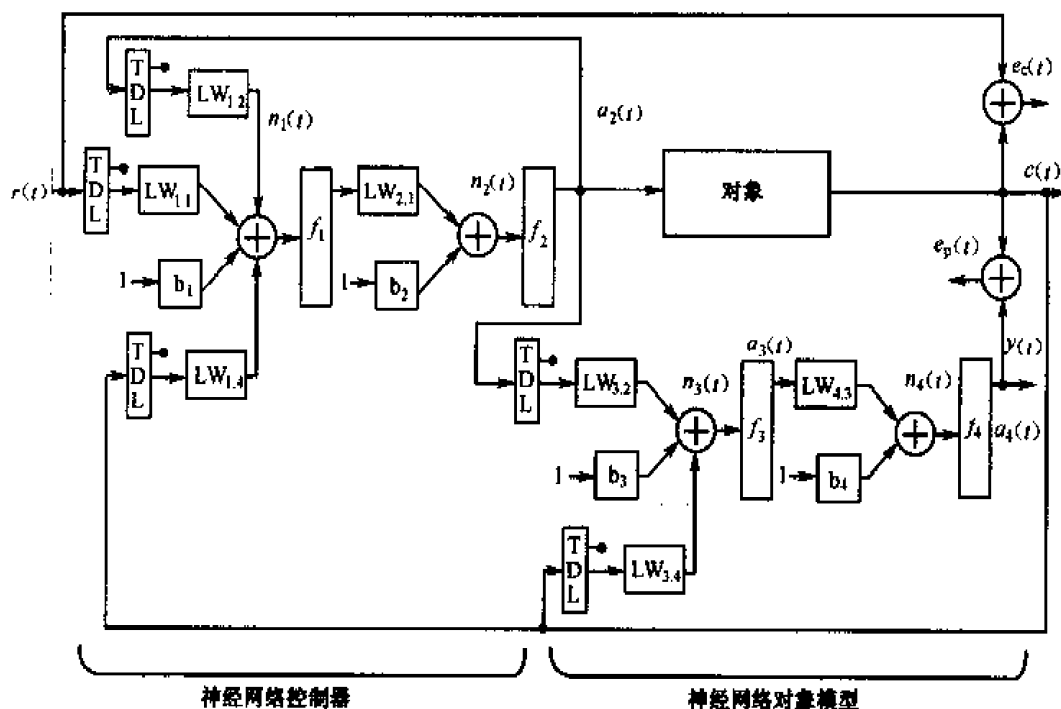 e_c(t)
T D L
LW_{1,2}
n_1(t)
a_2(t)
r(t)
T D L
LW_{1,1}
f_1
LW_{2,1}
n_2(t)
f_2
对象
c(t)
1
b_1
1
b_2
e_p(t)
T D L
LW_{1,4}
y(t)
T D L
LW_{3,2}
n_3(t)
a_3(t)
f_3
LW_{4,3}
n_4(t)
f_4
a_4(t)
1
b_3
1
b_4
T D L
LW_{3,4}
神经网络控制器
神经网络对象模型